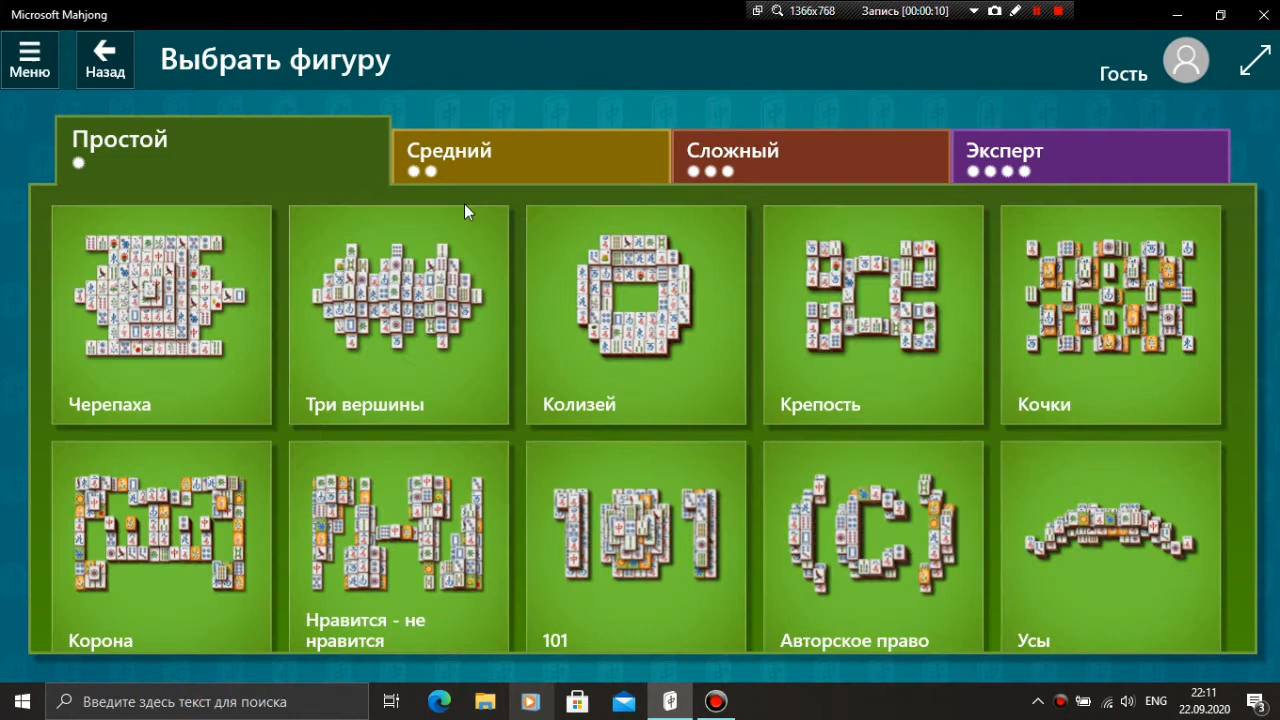 Microsoft Mahjong
1366x768
Запись [00:00:10]
Меню
Назад
Выбрать фигуру
Гость
Простой
Средний
Сложный
Эксперт
Черепаха
Три вершины
Колизей
Крепость
Кочки
Корона
Нравится - не
нравится
101
Авторское право
Усы
Введите здесь текст для поиска
ENG
22:11
22.09.2020
3